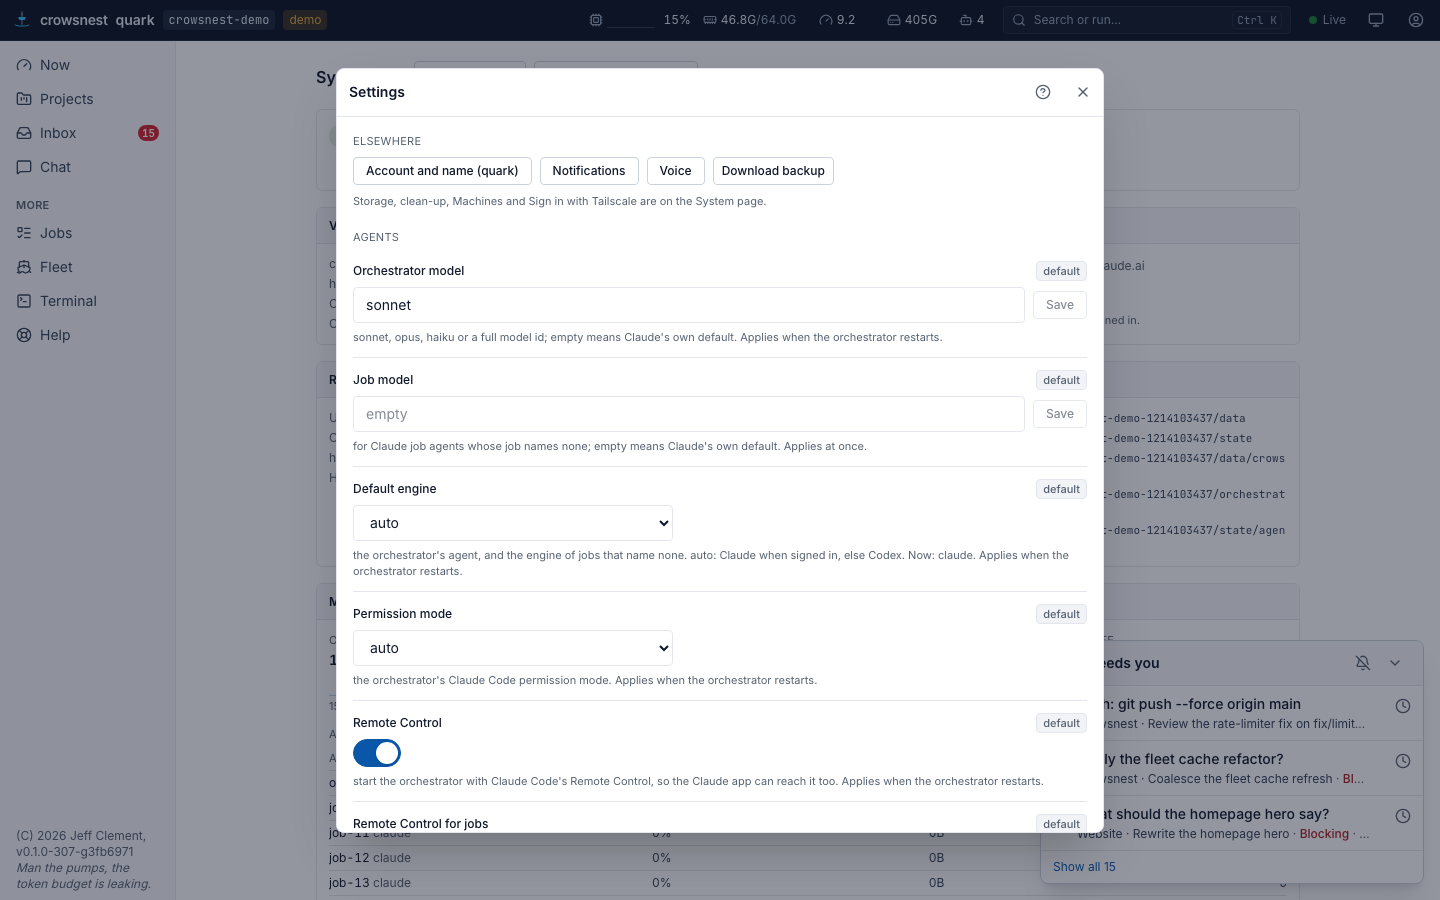 crowsnest quark crowsnest-demo demo 15% 46.8G/64.0G 9.2 405G 4 Search or run... Ctrl K Live
Now
Projects
Inbox 15
Chat
MORE
Jobs
Fleet
Terminal
Help
(C) 2026 Jeff Clement,
v0.1.0-307-g3fb6971
Man the pumps, the
token budget is leaking.
Settings
ELSEWHERE
Account and name (quark) Notifications Voice Download backup
Storage, clean-up, Machines and Sign in with Tailscale are on the System page.
AGENTS
Orchestrator model default
sonnet Save
sonnet, opus, haiku or a full model id; empty means Claude's own default. Applies when the orchestrator restarts.
Job model default
empty Save
for Claude job agents whose job names none; empty means Claude's own default. Applies at once.
Default engine default
auto
the orchestrator's agent, and the engine of jobs that name none. auto: Claude when signed in, else Codex. Now: claude. Applies when the
orchestrator restarts.
Permission mode default
auto
the orchestrator's Claude Code permission mode. Applies when the orchestrator restarts.
Remote Control default
start the orchestrator with Claude Code's Remote Control, so the Claude app can reach it too. Applies when the orchestrator restarts.
Remote Control for jobs default
t-demo-1214103437/data
t-demo-1214103437/state
t-demo-1214103437/data/crows
t-demo-1214103437/orchestrat
t-demo-1214103437/state/agen
eeds you
h: git push --force origin main
wsnest · Review the rate-limiter fix on fix/limit...
ly the fleet cache refactor?
wsnest · Coalesce the fleet cache refresh · Bl...
at should the homepage hero say?
Website · Rewrite the homepage hero · Blocking · ...
Show all 15
job-11 claude 0% 0B
job-12 claude 0% 0B
job-13 claude 0% 0B